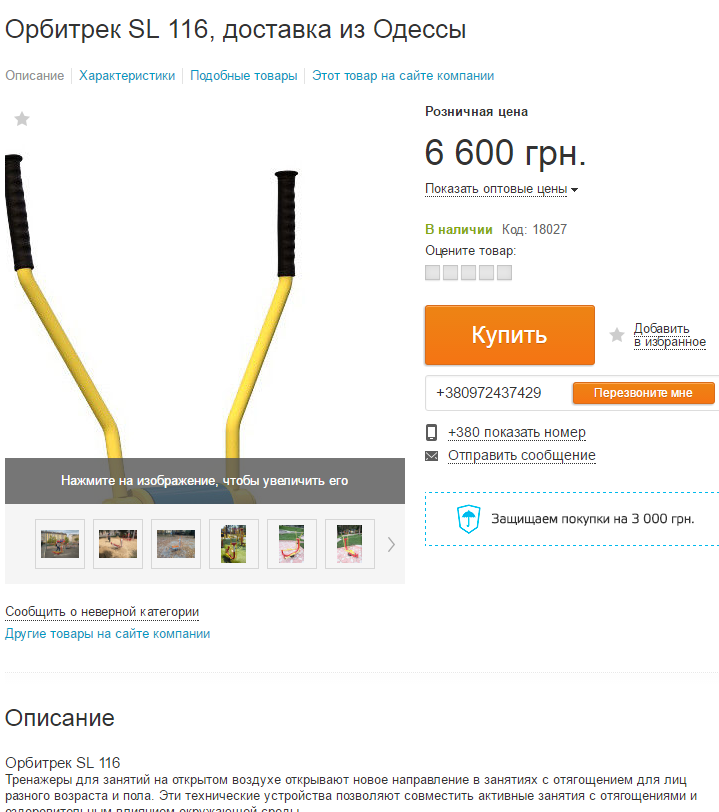 Орбитрек SL 116, доставка из Одессы
Описание
Характеристики
Подобные товары
Этот товар на сайте компании
Розничная цена
6 600 грн.
Показать оптовые цены
В наличии Код: 18027
Оцените товар:
Купить
Добавить
в избранное
+380972437429
Перезвоните мне
+380 показать номер
Отправить сообщение
Защищаем покупки на 3 000 грн.
Нажмите на изображение, чтобы увеличить его
Сообщить о неверной категории
Другие товары на сайте компании
Описание
Орбитрек SL 116
Тренажеры для занятий на открытом воздухе открывают новое направление в занятиях с отягощением для лиц
разного возраста и пола. Эти технические устройства позволяют совместить активные занятия с отягощениями и
оздоровительным влиянием окружающей среды.